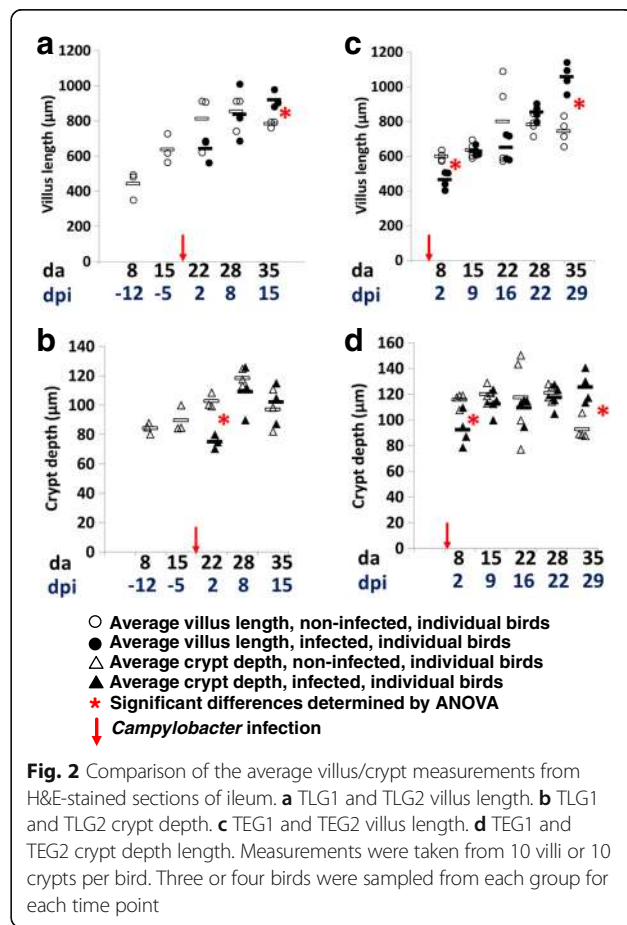 a
1200
1000
800
600
400
200
0
Villus length (µm)
da 8 15 22 28 35
dpi -12 -5 2 8 15
c
1200
1000
800
600
400
200
0
Villus length (µm)
da 8 15 22 28 35
dpi 2 9 16 22 29
b
140
120
100
80
60
40
20
0
Crypt depth (µm)
da 8 15 22 28 35
dpi -12 -5 2 8 15
d
160
140
120
100
80
60
40
20
0
Crypt depth (µm)
da 8 15 22 28 35
dpi 2 9 16 22 29
○ Average villus length, non-infected, individual birds
● Average villus length, infected, individual birds
△ Average crypt depth, non-infected, individual birds
▲ Average crypt depth, infected, individual birds
* Significant differences determined by ANOVA
↓ Campylobacter infection
Fig. 2 Comparison of the average villus/crypt measurements from
H&E-stained sections of ileum. a TLG1 and TLG2 villus length. b TLG1
and TLG2 crypt depth. c TEG1 and TEG2 villus length. d TEG1 and
TEG2 crypt depth length. Measurements were taken from 10 villi or 10
crypts per bird. Three or four birds were sampled from each group for
each time point